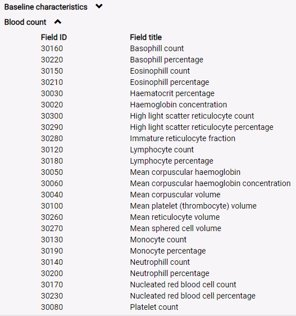 Baseline characteristics
Blood count
Field ID Field title
30160 Basophill count
30220 Basophill percentage
30150 Eosinophill count
30210 Eosinophill percentage
30030 Haematocrit percentage
30020 Haemoglobin concentration
30300 High light scatter reticulocyte count
30290 High light scatter reticulocyte percentage
30280 Immature reticulocyte fraction
30120 Lymphocyte count
30180 Lymphocyte percentage
30050 Mean corpuscular haemoglobin
30060 Mean corpuscular haemoglobin concentration
30040 Mean corpuscular volume
30100 Mean platelet (thrombocyte) volume
30260 Mean reticulocyte volume
30270 Mean sphered cell volume
30130 Monocyte count
30190 Monocyte percentage
30140 Neutrophill count
30200 Neutrophill percentage
30170 Nucleated red blood cell count
30230 Nucleated red blood cell percentage
30080 Platelet count